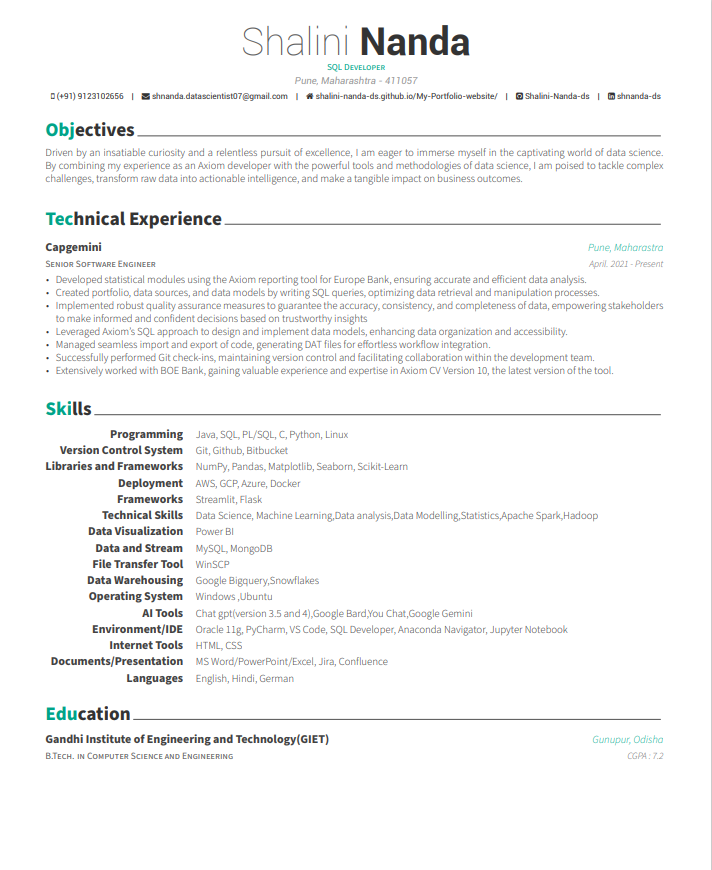 Shalini Nanda
SQL Developer
Pune, Maharashtra - 411057
(+91) 9123102656 | shnanda.datascientist07@gmail.com | shalini-nanda-ds.github.io/My-Portfolio-website/ | Shalini-Nanda-ds | shnanda-ds
Objectives
Driven by an insatiable curiosity and a relentless pursuit of excellence, I am eager to immerse myself in the captivating world of data science.
By combining my experience as an Axiom developer with the powerful tools and methodologies of data science, I am poised to tackle complex
challenges, transform raw data into actionable intelligence, and make a tangible impact on business outcomes.
Technical Experience
Capgemini Pune, Maharastra
Senior Software Engineer April. 2021 - Present
• Developed statistical modules using the Axiom reporting tool for Europe Bank, ensuring accurate and efficient data analysis.
• Created portfolio, data sources, and data models by writing SQL queries, optimizing data retrieval and manipulation processes.
• Implemented robust quality assurance measures to guarantee the accuracy, consistency, and completeness of data, empowering stakeholders
to make informed and confident decisions based on trustworthy insights
• Leveraged Axiom's SQL approach to design and implement data models, enhancing data organization and accessibility.
• Managed seamless import and export of code, generating DAT files for effortless workflow integration.
• Successfully performed Git check-ins, maintaining version control and facilitating collaboration within the development team.
• Extensively worked with BOE Bank, gaining valuable experience and expertise in Axiom CV Version 10, the latest version of the tool.
Skills
Programming Java, SQL, PL/SQL, C, Python, Linux
Version Control System Git, Github, Bitbucket
Libraries and Frameworks NumPy, Pandas, Matplotlib, Seaborn, Scikit-Learn
Deployment AWS, GCP, Azure, Docker
Frameworks Streamlit, Flask
Technical Skills Data Science, Machine Learning,Data analysis,Data Modelling,Statistics,Apache Spark,Hadoop
Data Visualization Power BI
Data and Stream MySQL, MongoDB
File Transfer Tool WinSCP
Data Warehousing Google Bigquery,Snowflakes
Operating System Windows ,Ubuntu
AI Tools Chat gpt(version 3.5 and 4),Google Bard,You Chat,Google Gemini
Environment/IDE Oracle 11g, PyCharm, VS Code, SQL Developer, Anaconda Navigator, Jupyter Notebook
Internet Tools HTML, CSS
Documents/Presentation MS Word/PowerPoint/Excel, Jira, Confluence
Languages English, Hindi, German
Education
Gandhi Institute of Engineering and Technology(GIET) Gunupur, Odisha
B.Tech. in Computer Science and Engineering CGPA : 7.2